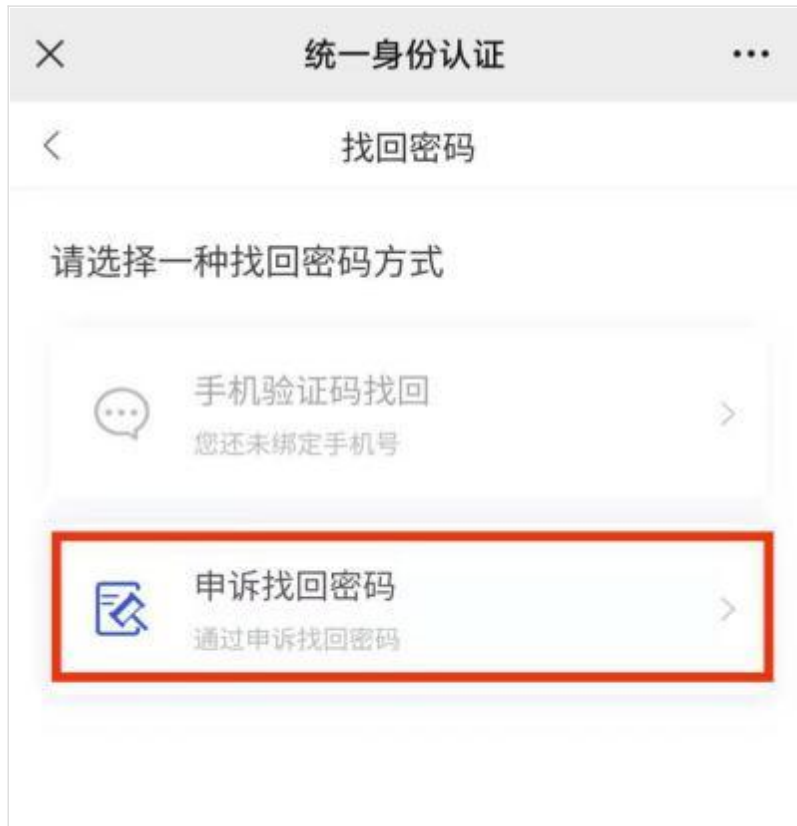 统一身份认证
找回密码
请选择一种找回密码方式
手机验证码找回
您还未绑定手机号
申诉找回密码
通过申诉找回密码